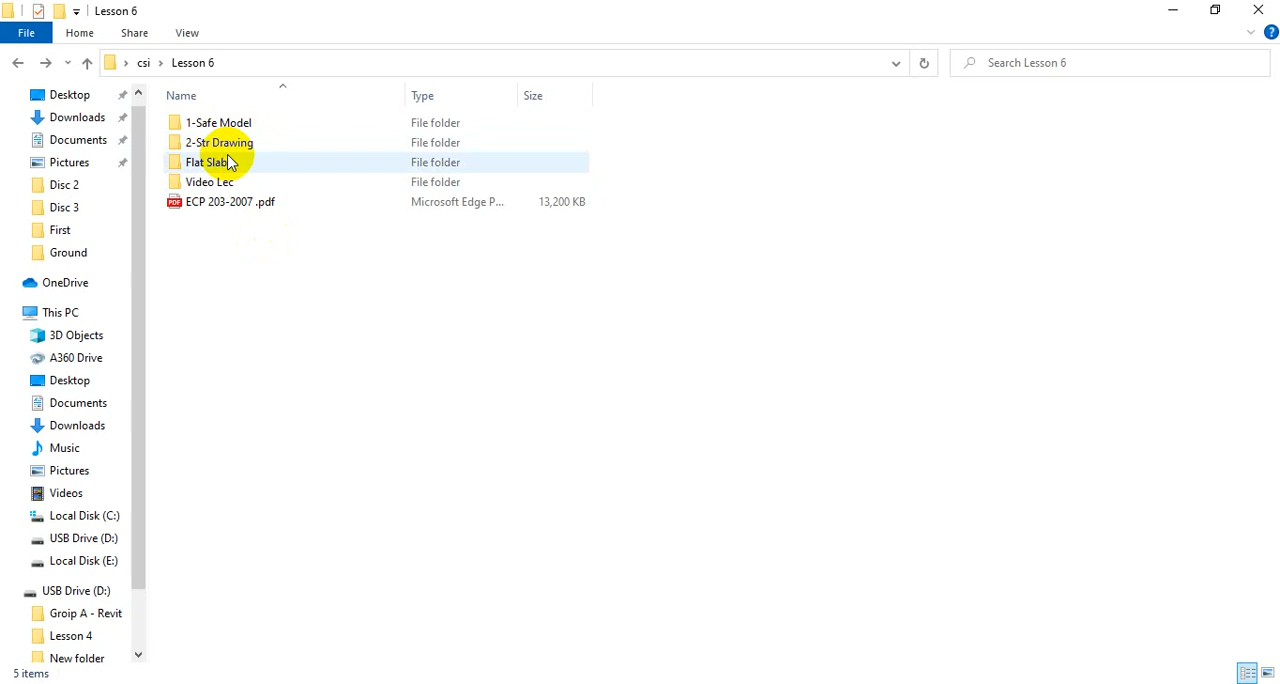 Lesson 6
File Home Share View
csi Lesson 6
Search Lesson 6
Name Type Size
1-Safe Model File folder
2-Str Drawing File folder
Flat Slab File folder
Video Lec File folder
PDF ECP 203-2007 .pdf Microsoft Edge P... 13,200 KB
Desktop
Downloads
Documents
Pictures
Disc 2
Disc 3
First
Ground
OneDrive
This PC
3D Objects
A360 Drive
Desktop
Documents
Downloads
Music
Pictures
Videos
Local Disk (C:)
USB Drive (D:)
Local Disk (E:)
USB Drive (D:)
Groip A - Revit
Lesson 4
New folder
5 items